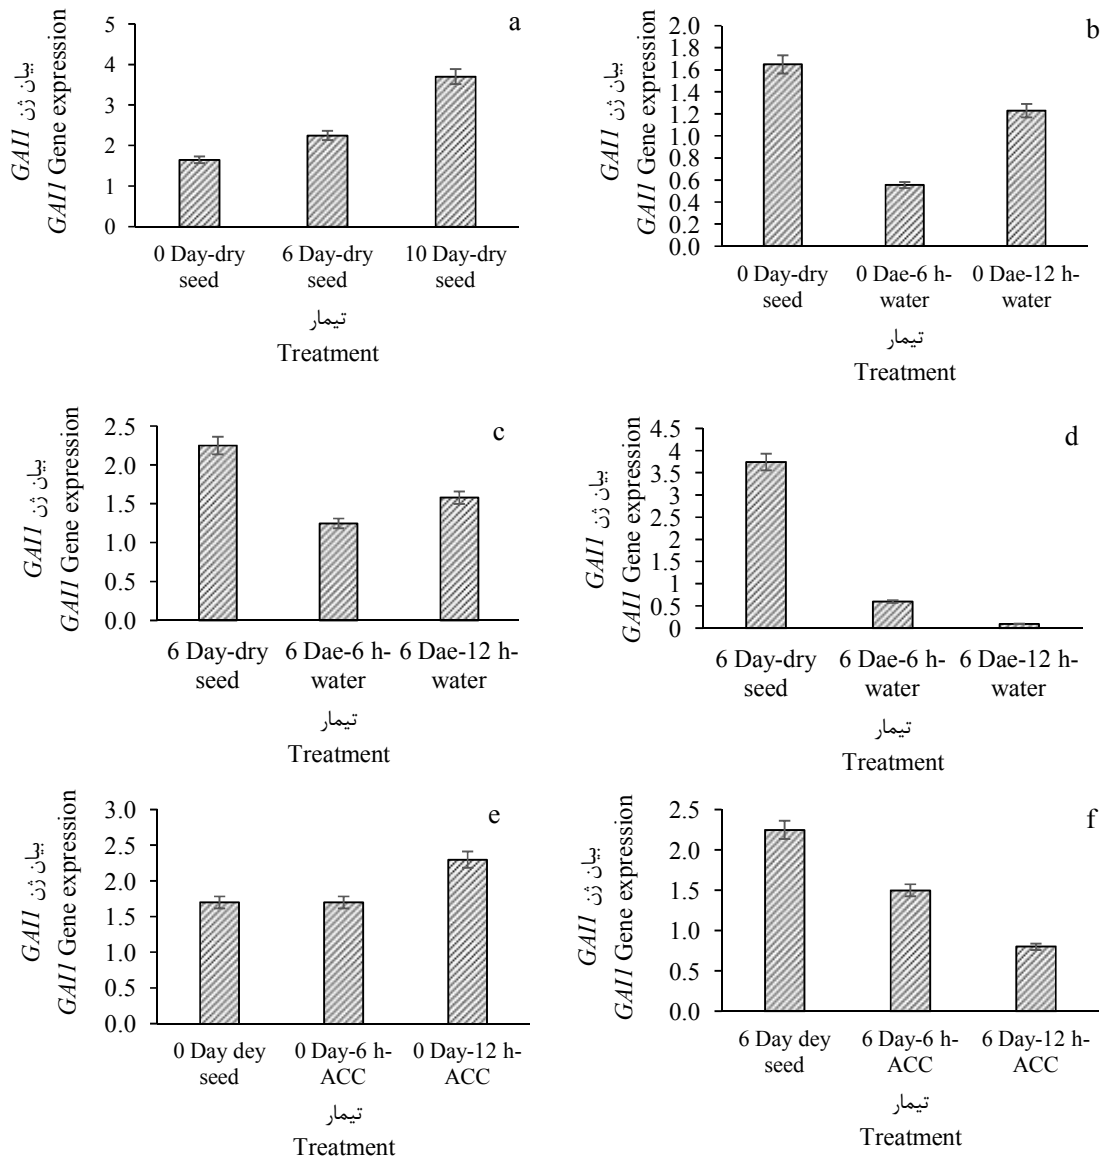 a
بیان ژن GAI1
GAI1 Gene expression
5
4
3
2
1
0
0 Day-dry seed
6 Day-dry seed
10 Day-dry seed
تیمار
Treatment
b
بیان ژن GAI1
GAI1 Gene expression
2.0
1.8
1.6
1.4
1.2
1.0
0.8
0.6
0.4
0.2
0.0
0 Day-dry seed
0 Dae-6 h-water
0 Dae-12 h-water
تیمار
Treatment
c
بیان ژن GAI1
GAI1 Gene expression
2.5
2.0
1.5
1.0
0.5
0.0
6 Day-dry seed
6 Dae-6 h-water
6 Dae-12 h-water
تیمار
Treatment
d
بیان ژن GAI1
GAI1 Gene expression
4.5
4
3.5
3
2.5
2
1.5
1
0.5
0
6 Day-dry seed
6 Dae-6 h-water
6 Dae-12 h-water
تیمار
Treatment
e
بیان ژن GAI1
GAI1 Gene expression
3.0
2.5
2.0
1.5
1.0
0.5
0.0
0 Day dey seed
0 Day-6 h-ACC
0 Day-12 h-ACC
تیمار
Treatment
f
بیان ژن GAI1
GAI1 Gene expression
2.5
2.0
1.5
1.0
0.5
0.0
6 Day dey seed
6 Day-6 h-ACC
6 Day-12 h-ACC
تیمار
Treatment